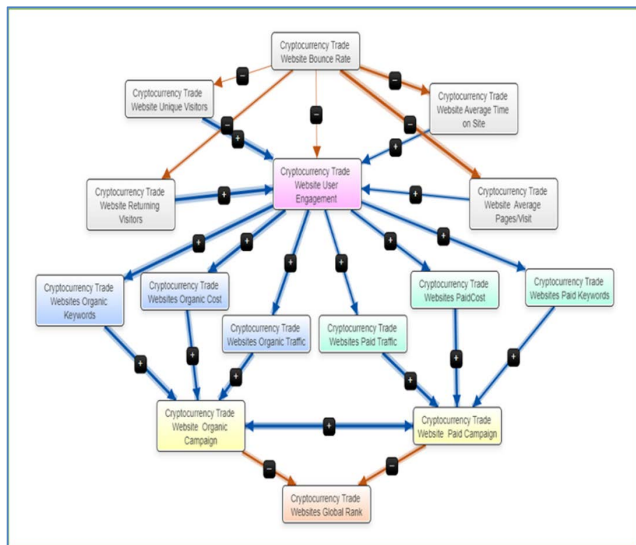 Cryptocurrency Trade
Website Bounce Rate
Cryptocurrency Trade
Website Unique Visitors
Cryptocurrency Trade
Website Average Time
on Site
Cryptocurrency Trade
Website User
Engagement
Cryptocurrency Trade
Website Returning
Visitors
Cryptocurrency Trade
Website Average
Pages/Visit
Cryptocurrency Trade
Websites Organic
Keywords
Cryptocurrency Trade
Websites Organic Cost
Cryptocurrency Trade
Websites PaidCost
Cryptocurrency Trade
Websites Paid Keywords
Cryptocurrency Trade
Websites Organic Traffic
Cryptocurrency Trade
Websites Paid Traffic
Cryptocurrency Trade
Website Organic
Campaign
Cryptocurrency Trade
Website Paid Campaign
Cryptocurrency Trade
Websites Global Rank